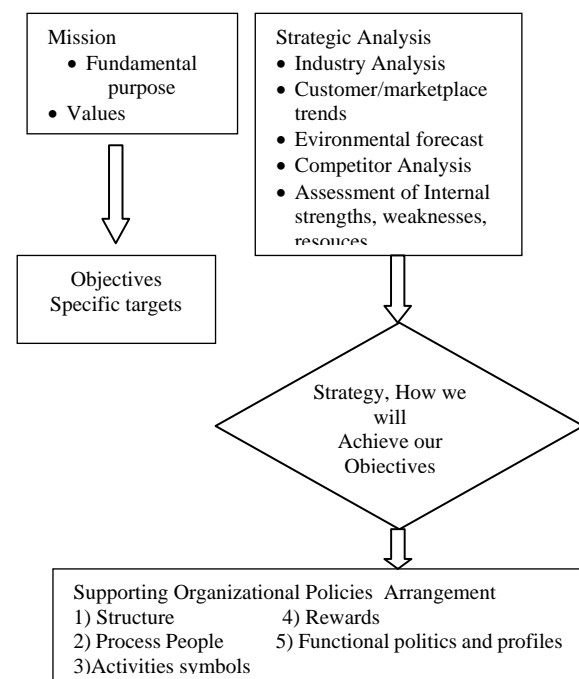 Mission
• Fundamental
purpose
• Values
Strategic Analysis
• Industry Analysis
• Customer/marketplace
trends
• Evironmental forecast
• Competitor Analysis
• Assessment of Internal
strengths, weaknesses,
resouces
Objectives
Specific targets
Strategy, How we
will
Achieve our
Objectives
Supporting Organizational Policies Arrangement
1) Structure 4) Rewards
2) Process People 5) Functional politics and profiles
3)Activities symbols